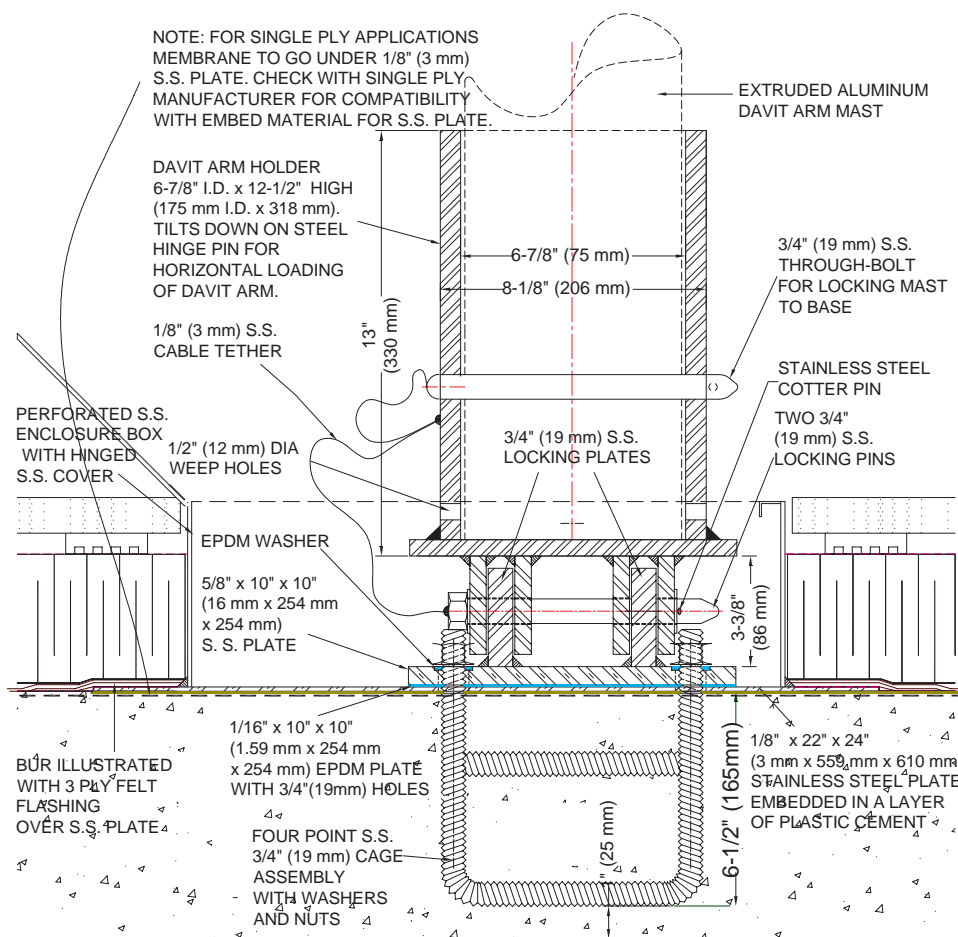 NOTE: FOR SINGLE PLY APPLICATIONS
MEMBRANE TO GO UNDER 1/8" (3 mm)
S.S. PLATE. CHECK WITH SINGLE PLY
MANUFACTURER FOR COMPATIBILITY
WITH EMBED MATERIAL FOR S.S. PLATE.
EXTRUDED ALUMINUM
DAVIT ARM MAST
DAVIT ARM HOLDER
6-7/8" I.D. x 12-1/2" HIGH
(175 mm I.D. x 318 mm).
TILTS DOWN ON STEEL
HINGE PIN FOR
HORIZONTAL LOADING
OF DAVIT ARM.
6-7/8" (75 mm)
8-1/8" (206 mm)
13"
(330 mm)
3/4" (19 mm) S.S.
THROUGH-BOLT
FOR LOCKING MAST
TO BASE
1/8" (3 mm) S.S.
CABLE TETHER
STAINLESS STEEL
COTTER PIN
PERFORATED S.S.
ENCLOSURE BOX
WITH HINGED
S.S. COVER
1/2" (12 mm) DIA
WEEP HOLES
3/4" (19 mm) S.S.
LOCKING PLATES
TWO 3/4"
(19 mm) S.S.
LOCKING PINS
EPDM WASHER
5/8" x 10" x 10"
(16 mm x 254 mm
x 254 mm)
S. S. PLATE
3-3/8"
(86 mm)
1/16" x 10" x 10"
(1.59 mm x 254 mm
x 254 mm) EPDM PLATE
WITH 3/4"(19mm) HOLES
1/8" x 22" x 24"
(3 mm x 559 mm x 610 mm
STAINLESS STEEL PLATE
EMBEDDED IN A LAYER
OF PLASTIC CEMENT
BUR ILLUSTRATED
WITH 3 PLY FELT
FLASHING
OVER S.S. PLATE
FOUR POINT S.S.
3/4" (19 mm) CAGE
ASSEMBLY
WITH WASHERS
AND NUTS
" (25 mm)
6-1/2" (165mm)